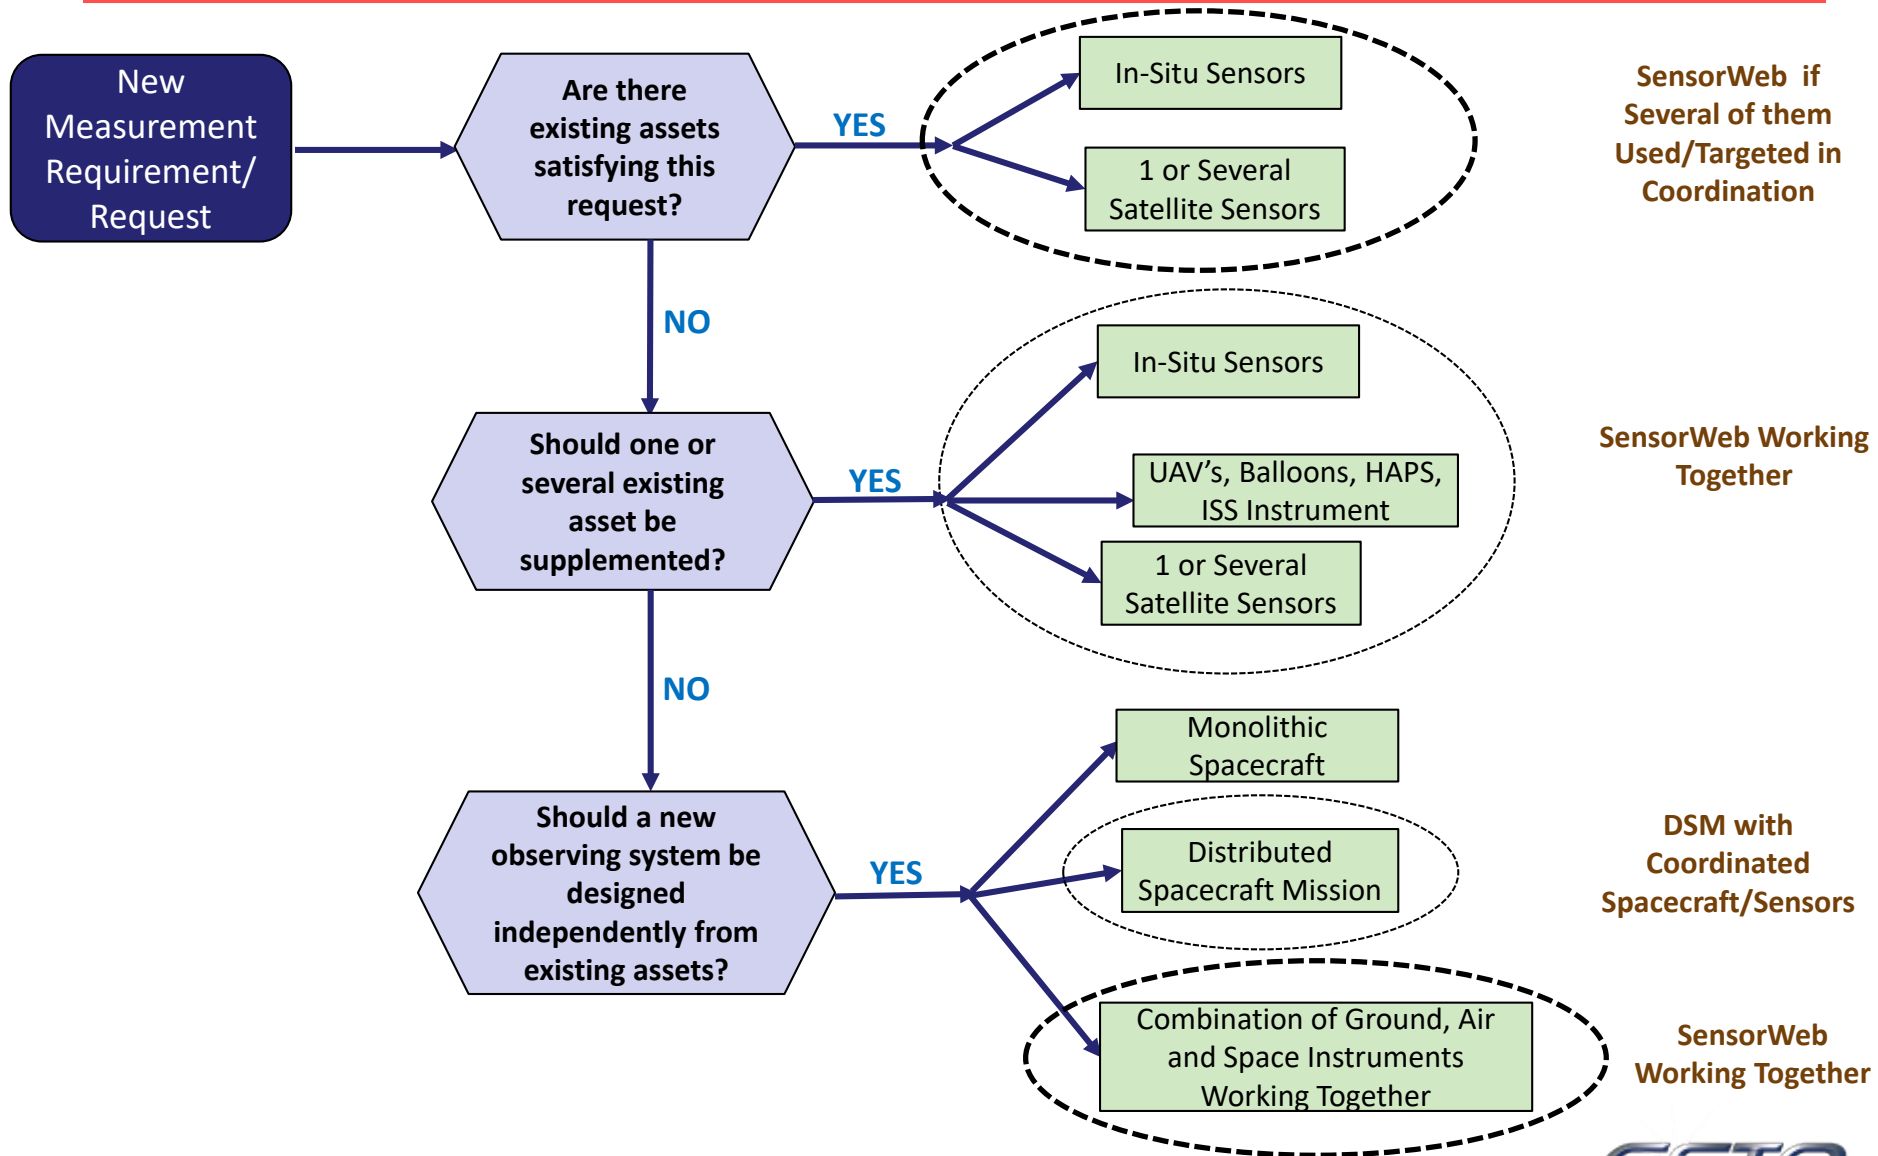 New
Measurement
Requirement/
Request
Are there
existing assets
satisfying this
request?
YES
In-Situ Sensors
1 or Several
Satellite Sensors
SensorWeb if
Several of them
Used/Targeted in
Coordination
NO
Should one or
several existing
asset be
supplemented?
YES
In-Situ Sensors
UAV's, Balloons, HAPS,
ISS Instrument
1 or Several
Satellite Sensors
SensorWeb Working
Together
NO
Should a new
observing system be
designed
independently from
existing assets?
YES
Monolithic
Spacecraft
Distributed
Spacecraft Mission
DSM with
Coordinated
Spacecraft/Sensors
Combination of Ground, Air
and Space Instruments
Working Together
SensorWeb
Working Together